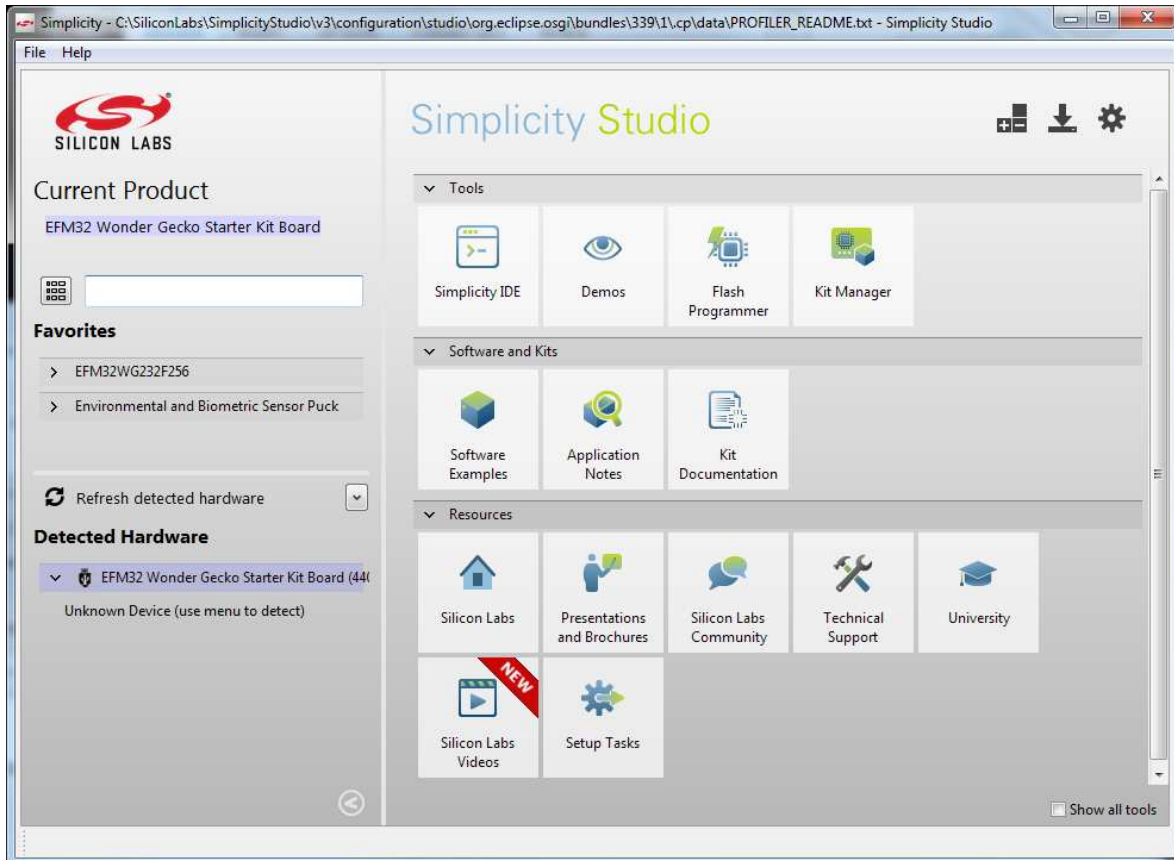 Simplicity - C:\SiliconLabs\SimplicityStudio\v3\configuration\studio\org.eclipse.osgi\bundles\339\1\.cp\data\PROFILER_README.txt - Simplicity Studio
File Help
SILICON LABS
Simplicity Studio
Current Product
EFM32 Wonder Gecko Starter Kit Board
Favorites
EFM32WG232F256
Environmental and Biometric Sensor Puck
Refresh detected hardware
Detected Hardware
EFM32 Wonder Gecko Starter Kit Board (440
Unknown Device (use menu to detect)
Tools
Simplicity IDE
Demos
Flash
Programmer
Kit Manager
Software and Kits
Software
Examples
Application
Notes
Kit
Documentation
Resources
Silicon Labs
Presentations
and Brochures
Silicon Labs
Community
Technical
Support
University
NEW
Silicon Labs
Videos
Setup Tasks
Show all tools